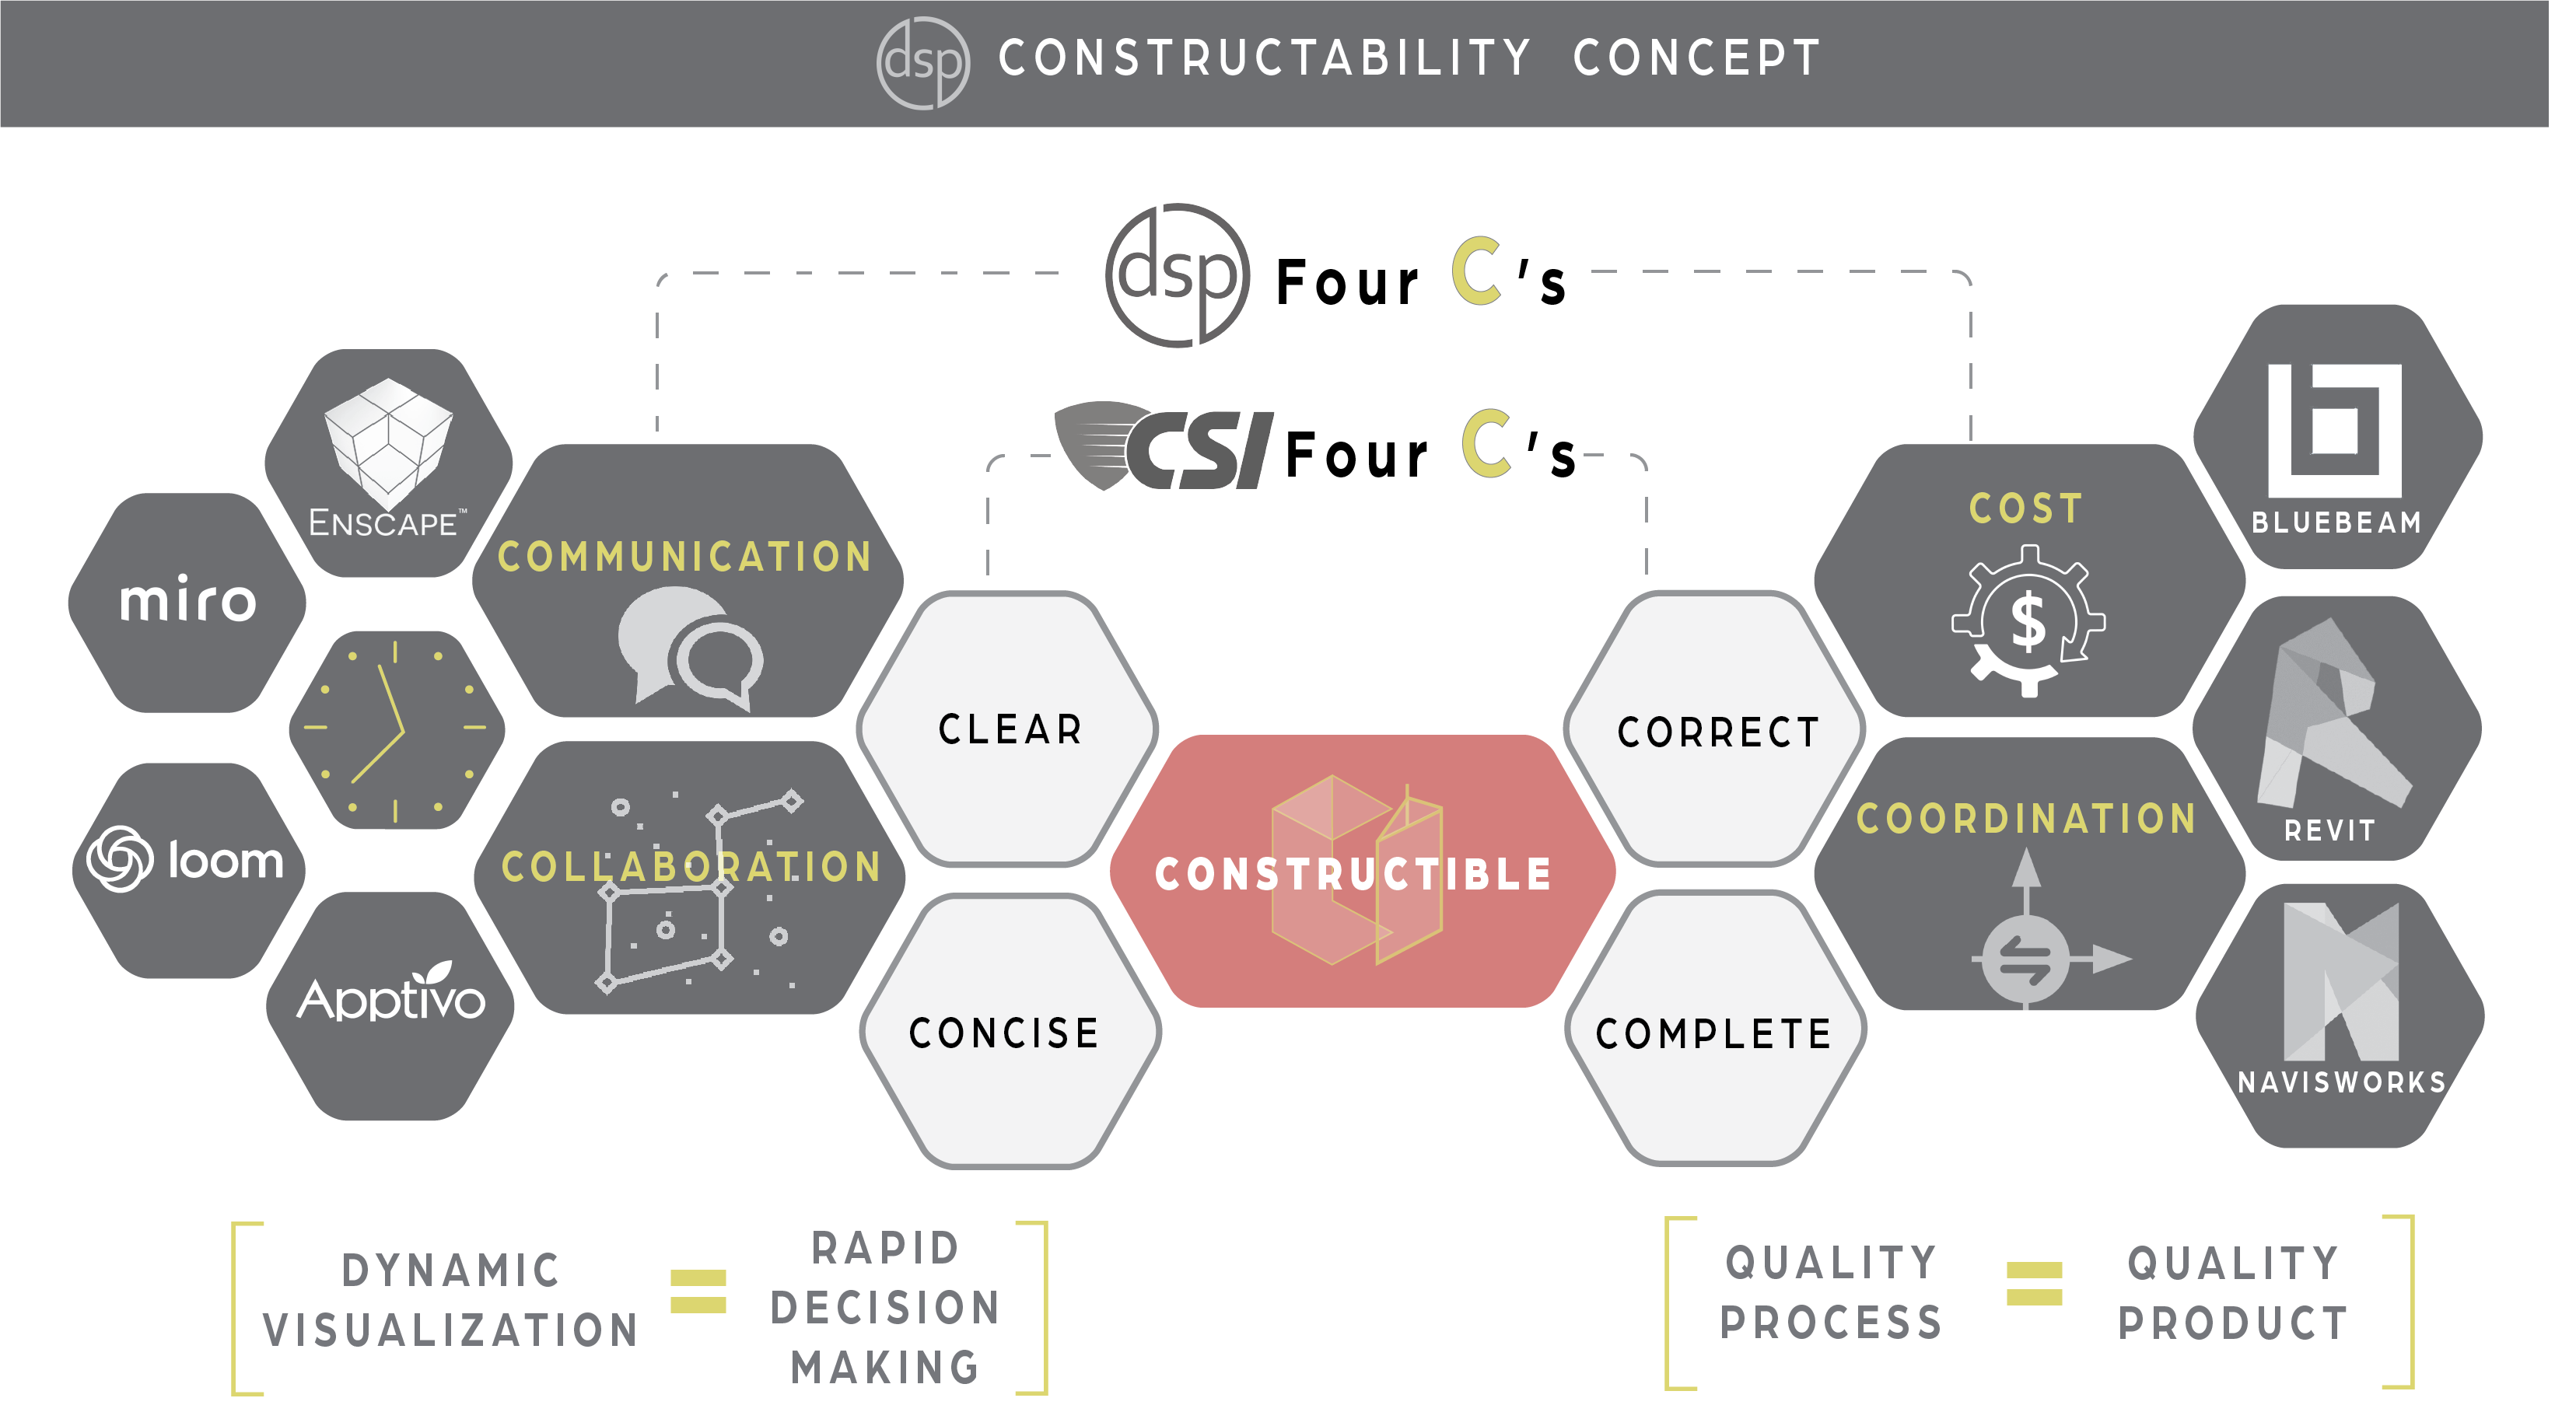 dsp CONSTRUCTABILITY CONCEPT
dsp Four C's
CSI Four C's
ENSCAPE™
miro
loom
Apptivo
COMMUNICATION
COLLABORATION
CLEAR
CONCISE
CONSTRUCTIBLE
CORRECT
COMPLETE
COST
$
COORDINATION
BLUEBEAM
REVIT
NAVISWORKS
DYNAMIC
VISUALIZATION
=
RAPID
DECISION
MAKING
QUALITY
PROCESS
=
QUALITY
PRODUCT